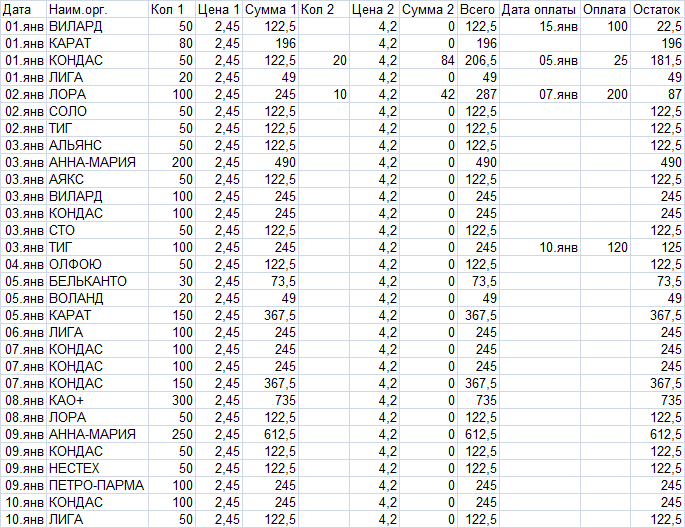 Дата Наим.орг. Кол 1 Цена 1 Сумма 1 Кол 2 Цена 2 Сумма 2 Всего Дата оплаты Оплата Остаток
01.янв ВИЛАРД 50 2,45 122,5 4,2 0 122,5 15.янв 100 22,5
01.янв КАРАТ 80 2,45 196 4,2 0 196 196
01.янв КОНДАС 50 2,45 122,5 20 4,2 84 206,5 05.янв 25 181,5
01.янв ЛИГА 20 2,45 49 4,2 0 49 49
02.янв ЛОРА 100 2,45 245 10 4,2 42 287 07.янв 200 87
02.янв СОЛО 50 2,45 122,5 4,2 0 122,5 122,5
02.янв ТИГ 50 2,45 122,5 4,2 0 122,5 122,5
03.янв АЛЬЯНС 50 2,45 122,5 4,2 0 122,5 122,5
03.янв АННА-МАРИЯ 200 2,45 490 4,2 0 490 490
03.янв АЯКС 50 2,45 122,5 4,2 0 122,5 122,5
03.янв ВИЛАРД 100 2,45 245 4,2 0 245 245
03.янв КОНДАС 100 2,45 245 4,2 0 245 245
03.янв СТО 50 2,45 122,5 4,2 0 122,5 122,5
03.янв ТИГ 100 2,45 245 4,2 0 245 10.янв 120 125
04.янв ОЛФОЮ 50 2,45 122,5 4,2 0 122,5 122,5
05.янв БЕЛЬКАНТО 30 2,45 73,5 4,2 0 73,5 73,5
05.янв ВОЛАНД 20 2,45 49 4,2 0 49 49
05.янв КАРАТ 150 2,45 367,5 4,2 0 367,5 367,5
06.янв ЛИГА 100 2,45 245 4,2 0 245 245
07.янв КОНДАС 100 2,45 245 4,2 0 245 245
07.янв КОНДАС 100 2,45 245 4,2 0 245 245
07.янв КОНДАС 150 2,45 367,5 4,2 0 367,5 367,5
08.янв КАО+ 300 2,45 735 4,2 0 735 735
08.янв ЛОРА 50 2,45 122,5 4,2 0 122,5 122,5
09.янв АННА-МАРИЯ 250 2,45 612,5 4,2 0 612,5 612,5
09.янв КОНДАС 50 2,45 122,5 4,2 0 122,5 122,5
09.янв НЕСТЕХ 50 2,45 122,5 4,2 0 122,5 122,5
09.янв ПЕТРО-ПАРМА 100 2,45 245 4,2 0 245 245
10.янв КОНДАС 100 2,45 245 4,2 0 245 245
10.янв ЛИГА 50 2,45 122,5 4,2 0 122,5 122,5